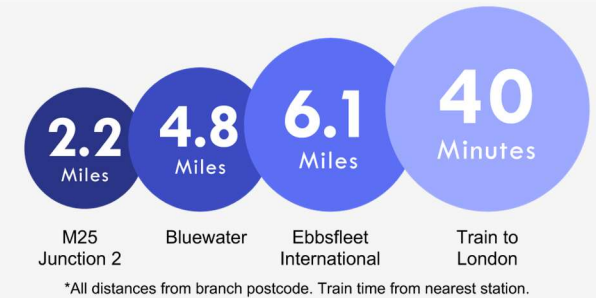 2.2
Miles
4.8
Miles
6.1
Miles
40
Minutes
M25
Junction 2
Bluewater
Ebbsfleet
International
Train to
London
*All distances from branch postcode. Train time from nearest station.